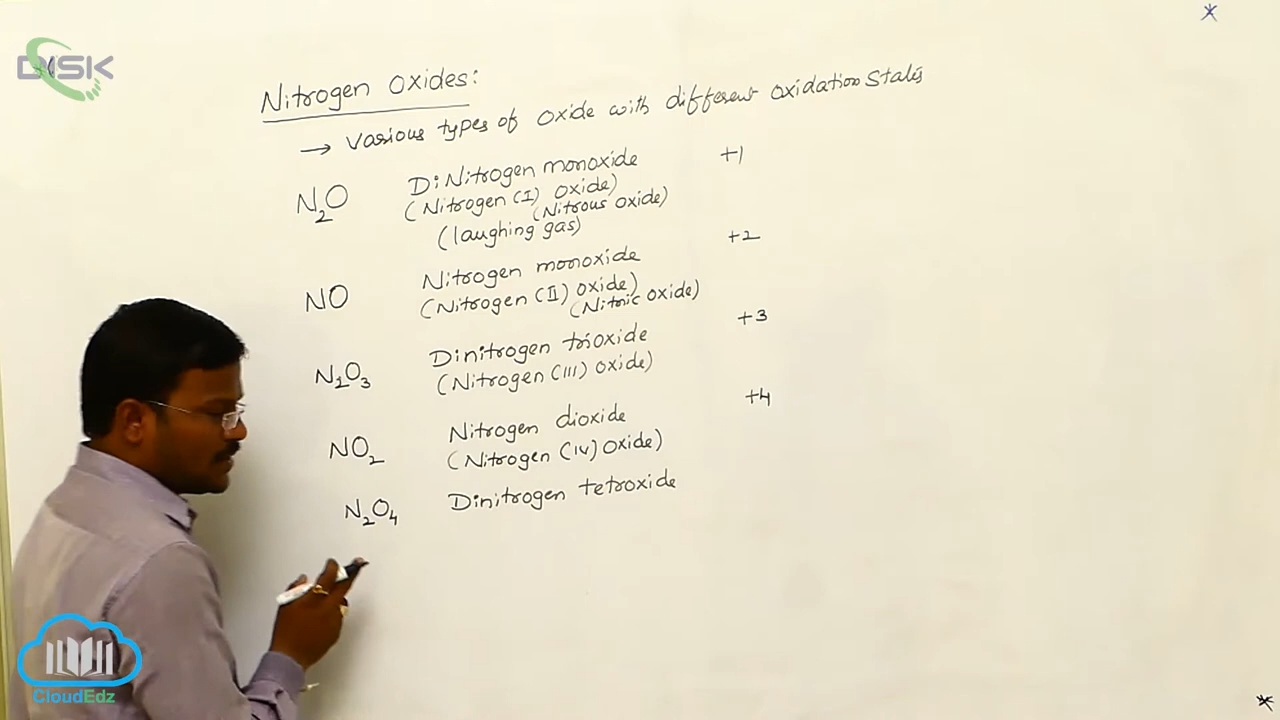 DISK
Nitrogen Oxides:
→ Various types of oxide with different oxidation States
N₂O DiNitrogen monoxide +1
(Nitrogen (I) oxide)
(Nitrous oxide)
(laughing gas)
NO Nitrogen monoxide +2
(Nitrogen (II) oxide)
(Nitric oxide)
N₂O₃ Dinitrogen trioxide +3
(Nitrogen (III) oxide)
NO₂ Nitrogen dioxide +4
(Nitrogen (IV) oxide)
N₂O₄ Dinitrogen tetroxide
CloudEdz